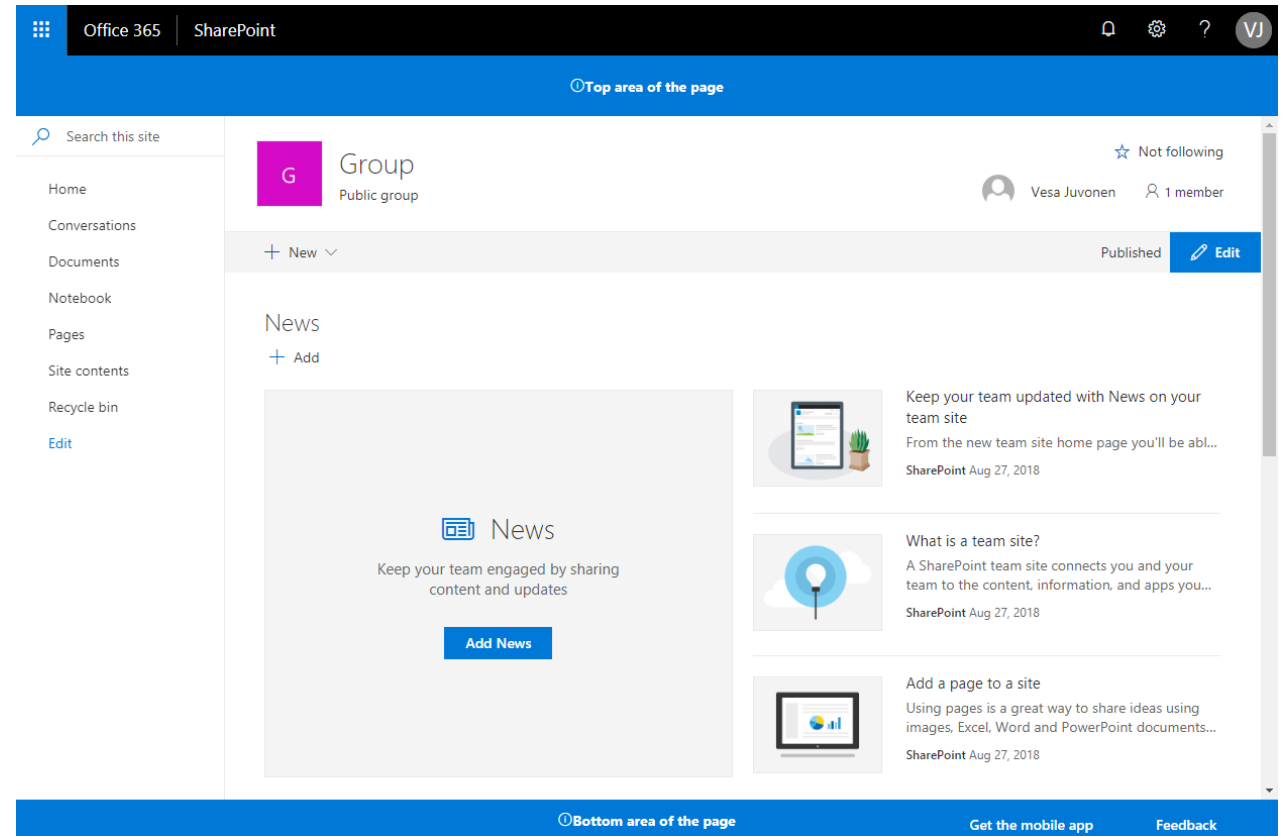 Office 365
SharePoint
VJ
Top area of the page
Search this site
Home
Conversations
Documents
Notebook
Pages
Site contents
Recycle bin
Edit
G
Group
Public group
Not following
Vesa Juvonen
1 member
New
Published
Edit
News
Add
News
Keep your team engaged by sharing
content and updates
Add News
Keep your team updated with News on your
team site
From the new team site home page you'll be abl...
SharePoint Aug 27, 2018
What is a team site?
A SharePoint team site connects you and your
team to the content, information, and apps you...
SharePoint Aug 27, 2018
Add a page to a site
Using pages is a great way to share ideas using
images, Excel, Word and PowerPoint documents...
SharePoint Aug 27, 2018
Bottom area of the page
Get the mobile app
Feedback